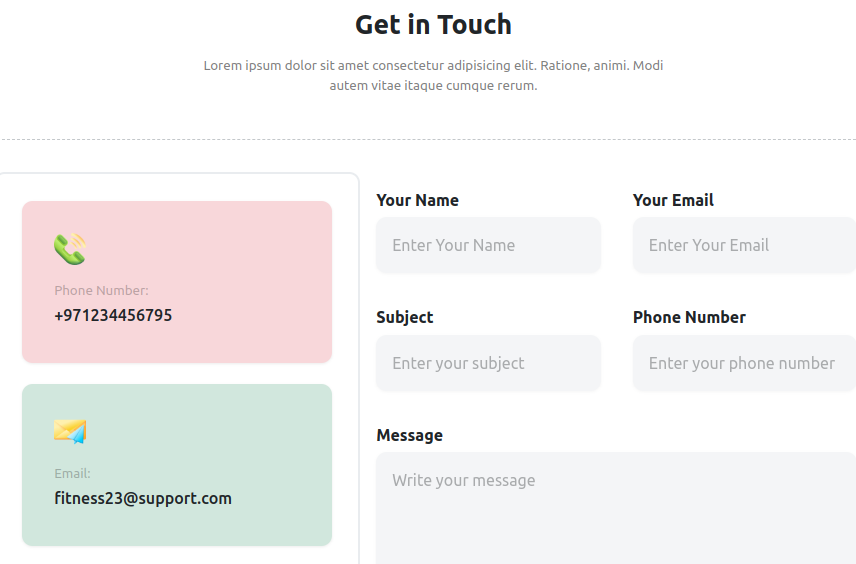 Get in Touch
Lorem ipsum dolor sit amet consectetur adipisicing elit. Ratione, animi. Modi
autem vitae itaque cumque rerum.
Phone Number:
+971234456795
Email:
fitness23@support.com
Your Name
Enter Your Name
Your Email
Enter Your Email
Subject
Enter your subject
Phone Number
Enter your phone number
Message
Write your message